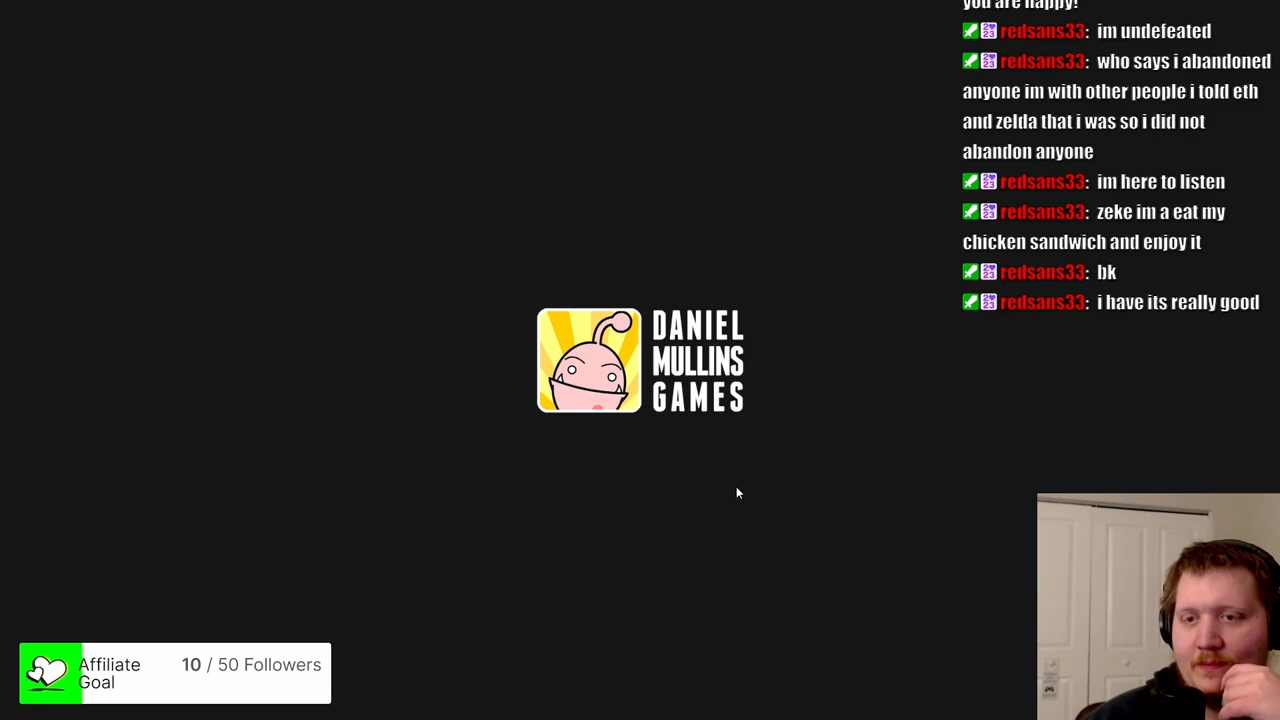 you are happy!
redsans33: im undefeated
redsans33: who says i abandoned
anyone im with other people i told eth
and zelda that i was so i did not
abandon anyone
redsans33: im here to listen
redsans33: zeke im a eat my
chicken sandwich and enjoy it
redsans33: bk
redsans33: i have its really good
DANIEL
MULLINS
GAMES
Affiliate
Goal
10 / 50 Followers